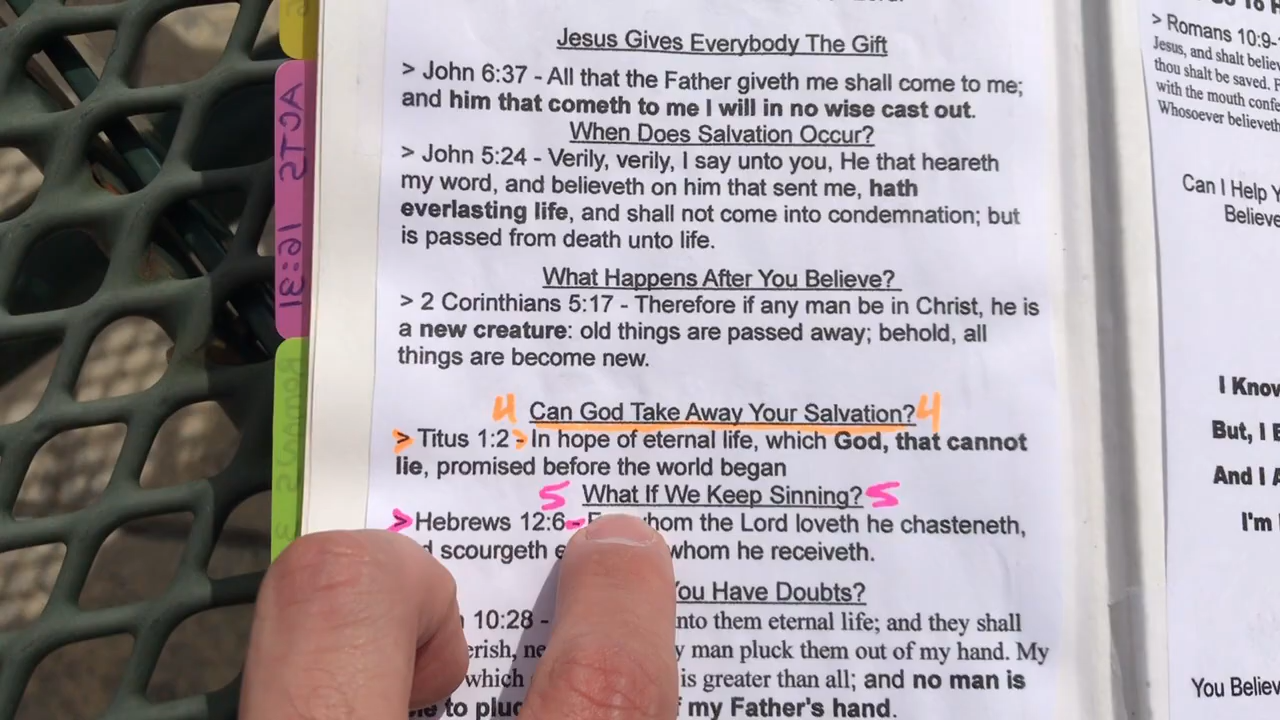 Jesus Gives Everybody The Gift
> John 6:37 - All that the Father giveth me shall come to me;
and him that cometh to me I will in no wise cast out.
When Does Salvation Occur?
> John 5:24 - Verily, verily, I say unto you, He that heareth
my word, and believeth on him that sent me, hath
everlasting life, and shall not come into condemnation; but
is passed from death unto life.
What Happens After You Believe?
> 2 Corinthians 5:17 - Therefore if any man be in Christ, he is
a new creature: old things are passed away; behold, all
things are become new.
4 Can God Take Away Your Salvation? 4
> Titus 1:2 - In hope of eternal life, which God, that cannot
lie, promised before the world began
5 What If We Keep Sinning? 5
> Hebrews 12:6 - whom the Lord loveth he chasteneth,
scourgeth whom he receiveth.
You Have Doubts?
10:28 - unto them eternal life; and they shall
man pluck them out of my hand. My
which is greater than all; and no man is
to my Father's hand.
ACTS 16:31
> Romans 10:9-
Jesus, and shalt
thou shalt be saved.
with the mouth
Whosoever believeth
Can I Help
I Know
But, I
And I
I'm
You